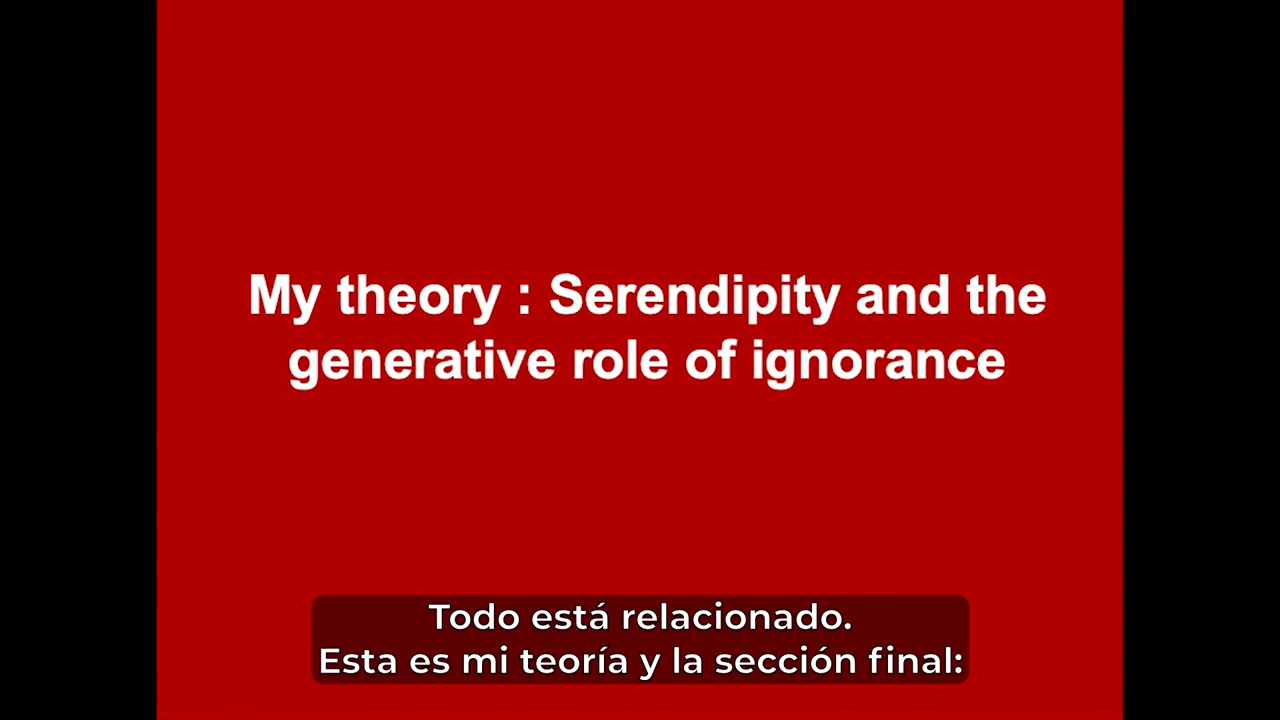 My theory : Serendipity and the
generative role of ignorance
Todo está relacionado.
Esta es mi teoría y la sección final: